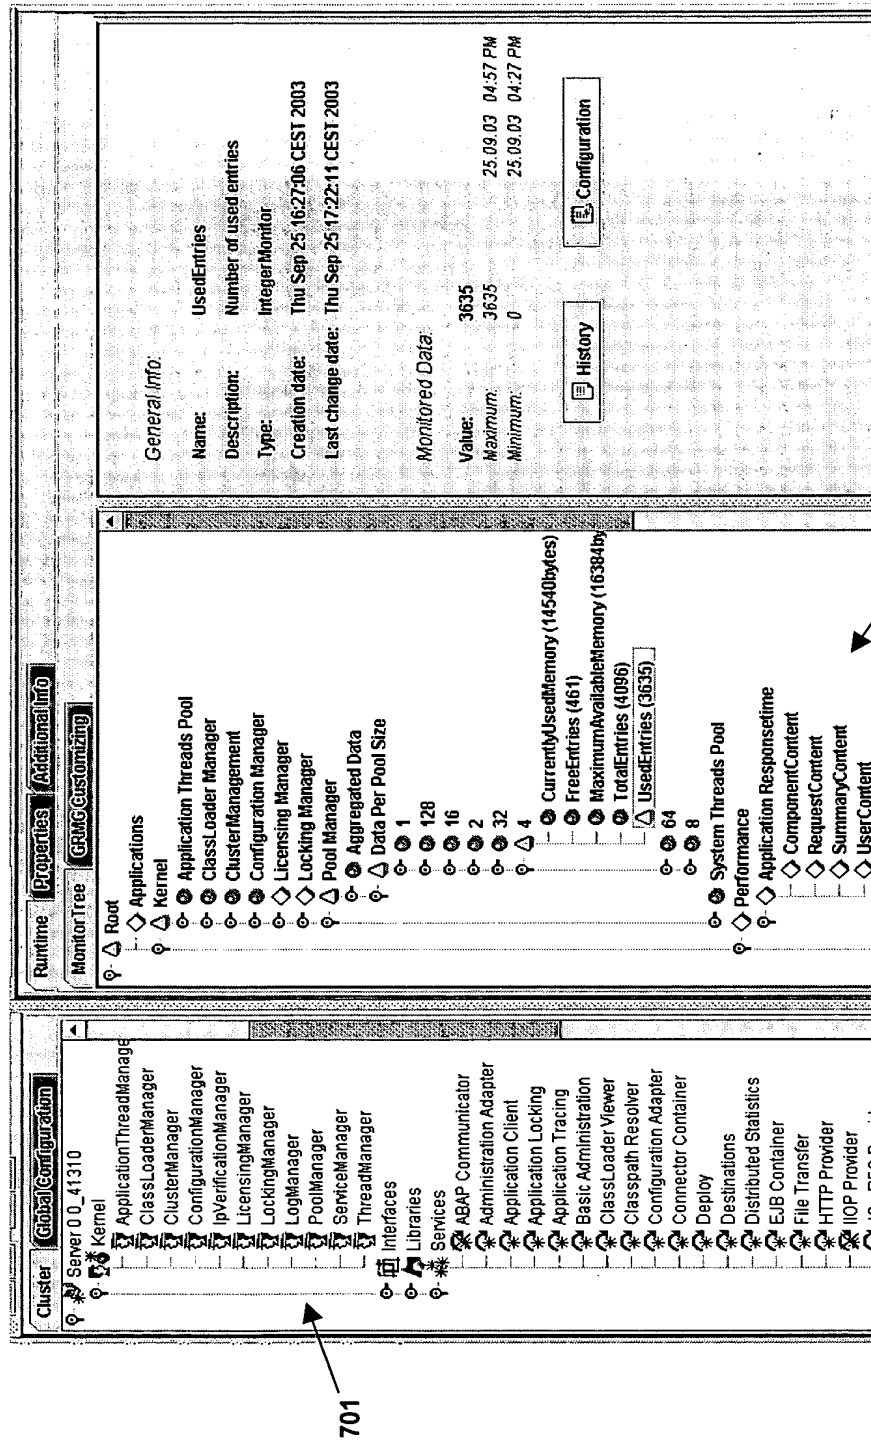 Cluster
Global Configuration
Server 0 0_41310
Kernel
ApplicationThreadManage
ClassLoaderManager
ClusterManager
ConfigurationManager
IpVerificationManager
LicensingManager
LockingManager
LogManager
PoolManager
ServiceManager
ThreadManager
Interfaces
Libraries
Services
ABAP Communicator
Administration Adapter
Application Client
Application Locking
Application Tracing
Basic Administration
ClassLoader Viewer
Classpath Resolver
Configuration Adapter
Connector Container
Deploy
Destinations
Distributed Statistics
EJB Container
File Transfer
HTTP Provider
IIOP Provider
701
Runtime
Properties
Additional Info
Monitor Tree
GRMG Customizing
Root
Applications
Kernel
Application Threads Pool
ClassLoader Manager
ClusterManagement
Configuration Manager
Licensing Manager
Locking Manager
Pool Manager
Aggregated Data
Data Per Pool Size
1
128
16
2
32
4
CurrentlyUsedMemory (14540bytes)
FreeEntries (461)
MaximumAvailableMemory (16384by
TotalEntries (4096)
UsedEntries (3635)
64
8
System Threads Pool
Performance
Application Responsetime
ComponentContent
RequestContent
SummaryContent
UserContent
General Info:
Name: UsedEntries
Description: Number of used entries
Type: IntegerMonitor
Creation date: Thu Sep 25 16:27:06 CEST 2003
Last change date: Thu Sep 25 17:22:11 CEST 2003
Monitored Data:
Value: 3635
Maximum: 3635 25.09.03 04:57 PM
Minimum: 0 25.09.03 04:27 PM
History
Configuration